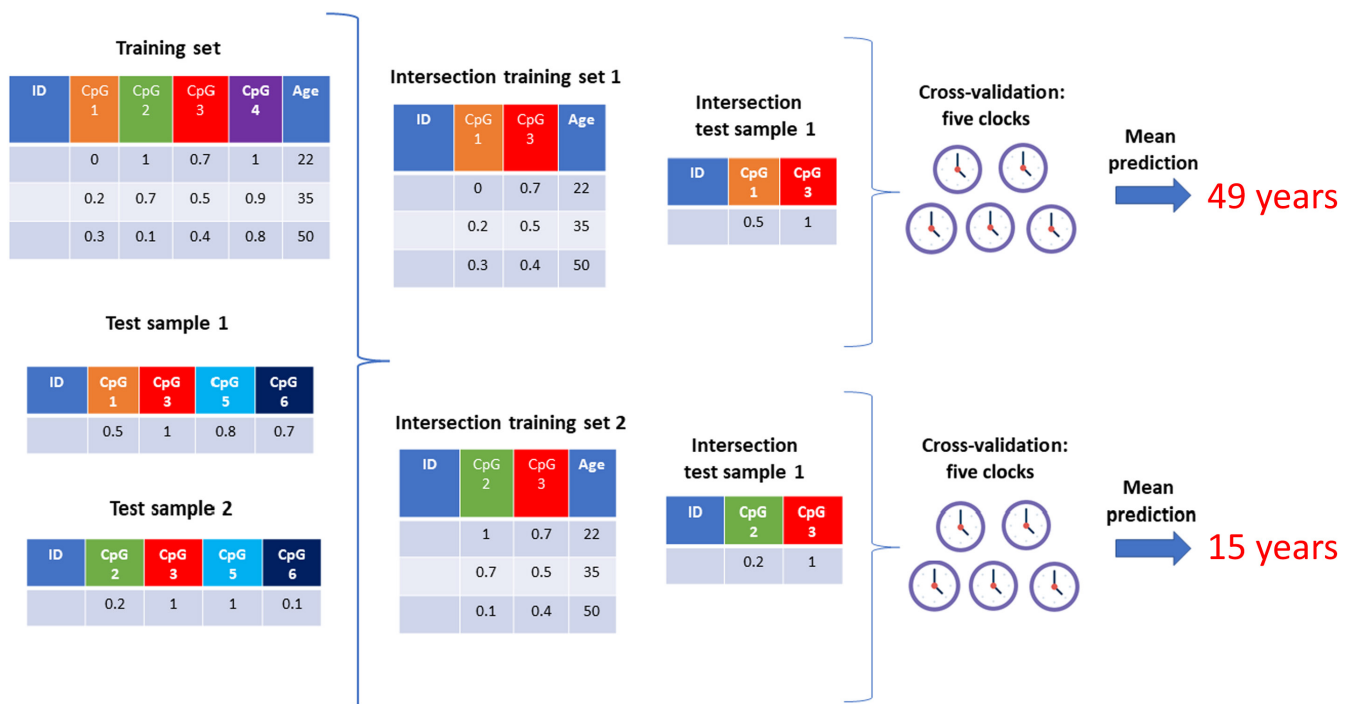 Training set
ID CpG 1 CpG 2 CpG 3 CpG 4 Age
0 1 0.7 1 22
0.2 0.7 0.5 0.9 35
0.3 0.1 0.4 0.8 50
Test sample 1
ID CpG 1 CpG 3 CpG 5 CpG 6
0.5 1 0.8 0.7
Test sample 2
ID CpG 2 CpG 3 CpG 5 CpG 6
0.2 1 1 0.1
Intersection training set 1
ID CpG 1 CpG 3 Age
0 0.7 22
0.2 0.5 35
0.3 0.4 50
Intersection
test sample 1
ID CpG 1 CpG 3
0.5 1
Cross-validation:
five clocks
Mean
prediction
49 years
Intersection training set 2
ID CpG 2 CpG 3 Age
1 0.7 22
0.7 0.5 35
0.1 0.4 50
Intersection
test sample 1
ID CpG 2 CpG 3
0.2 1
Cross-validation:
five clocks
Mean
prediction
15 years